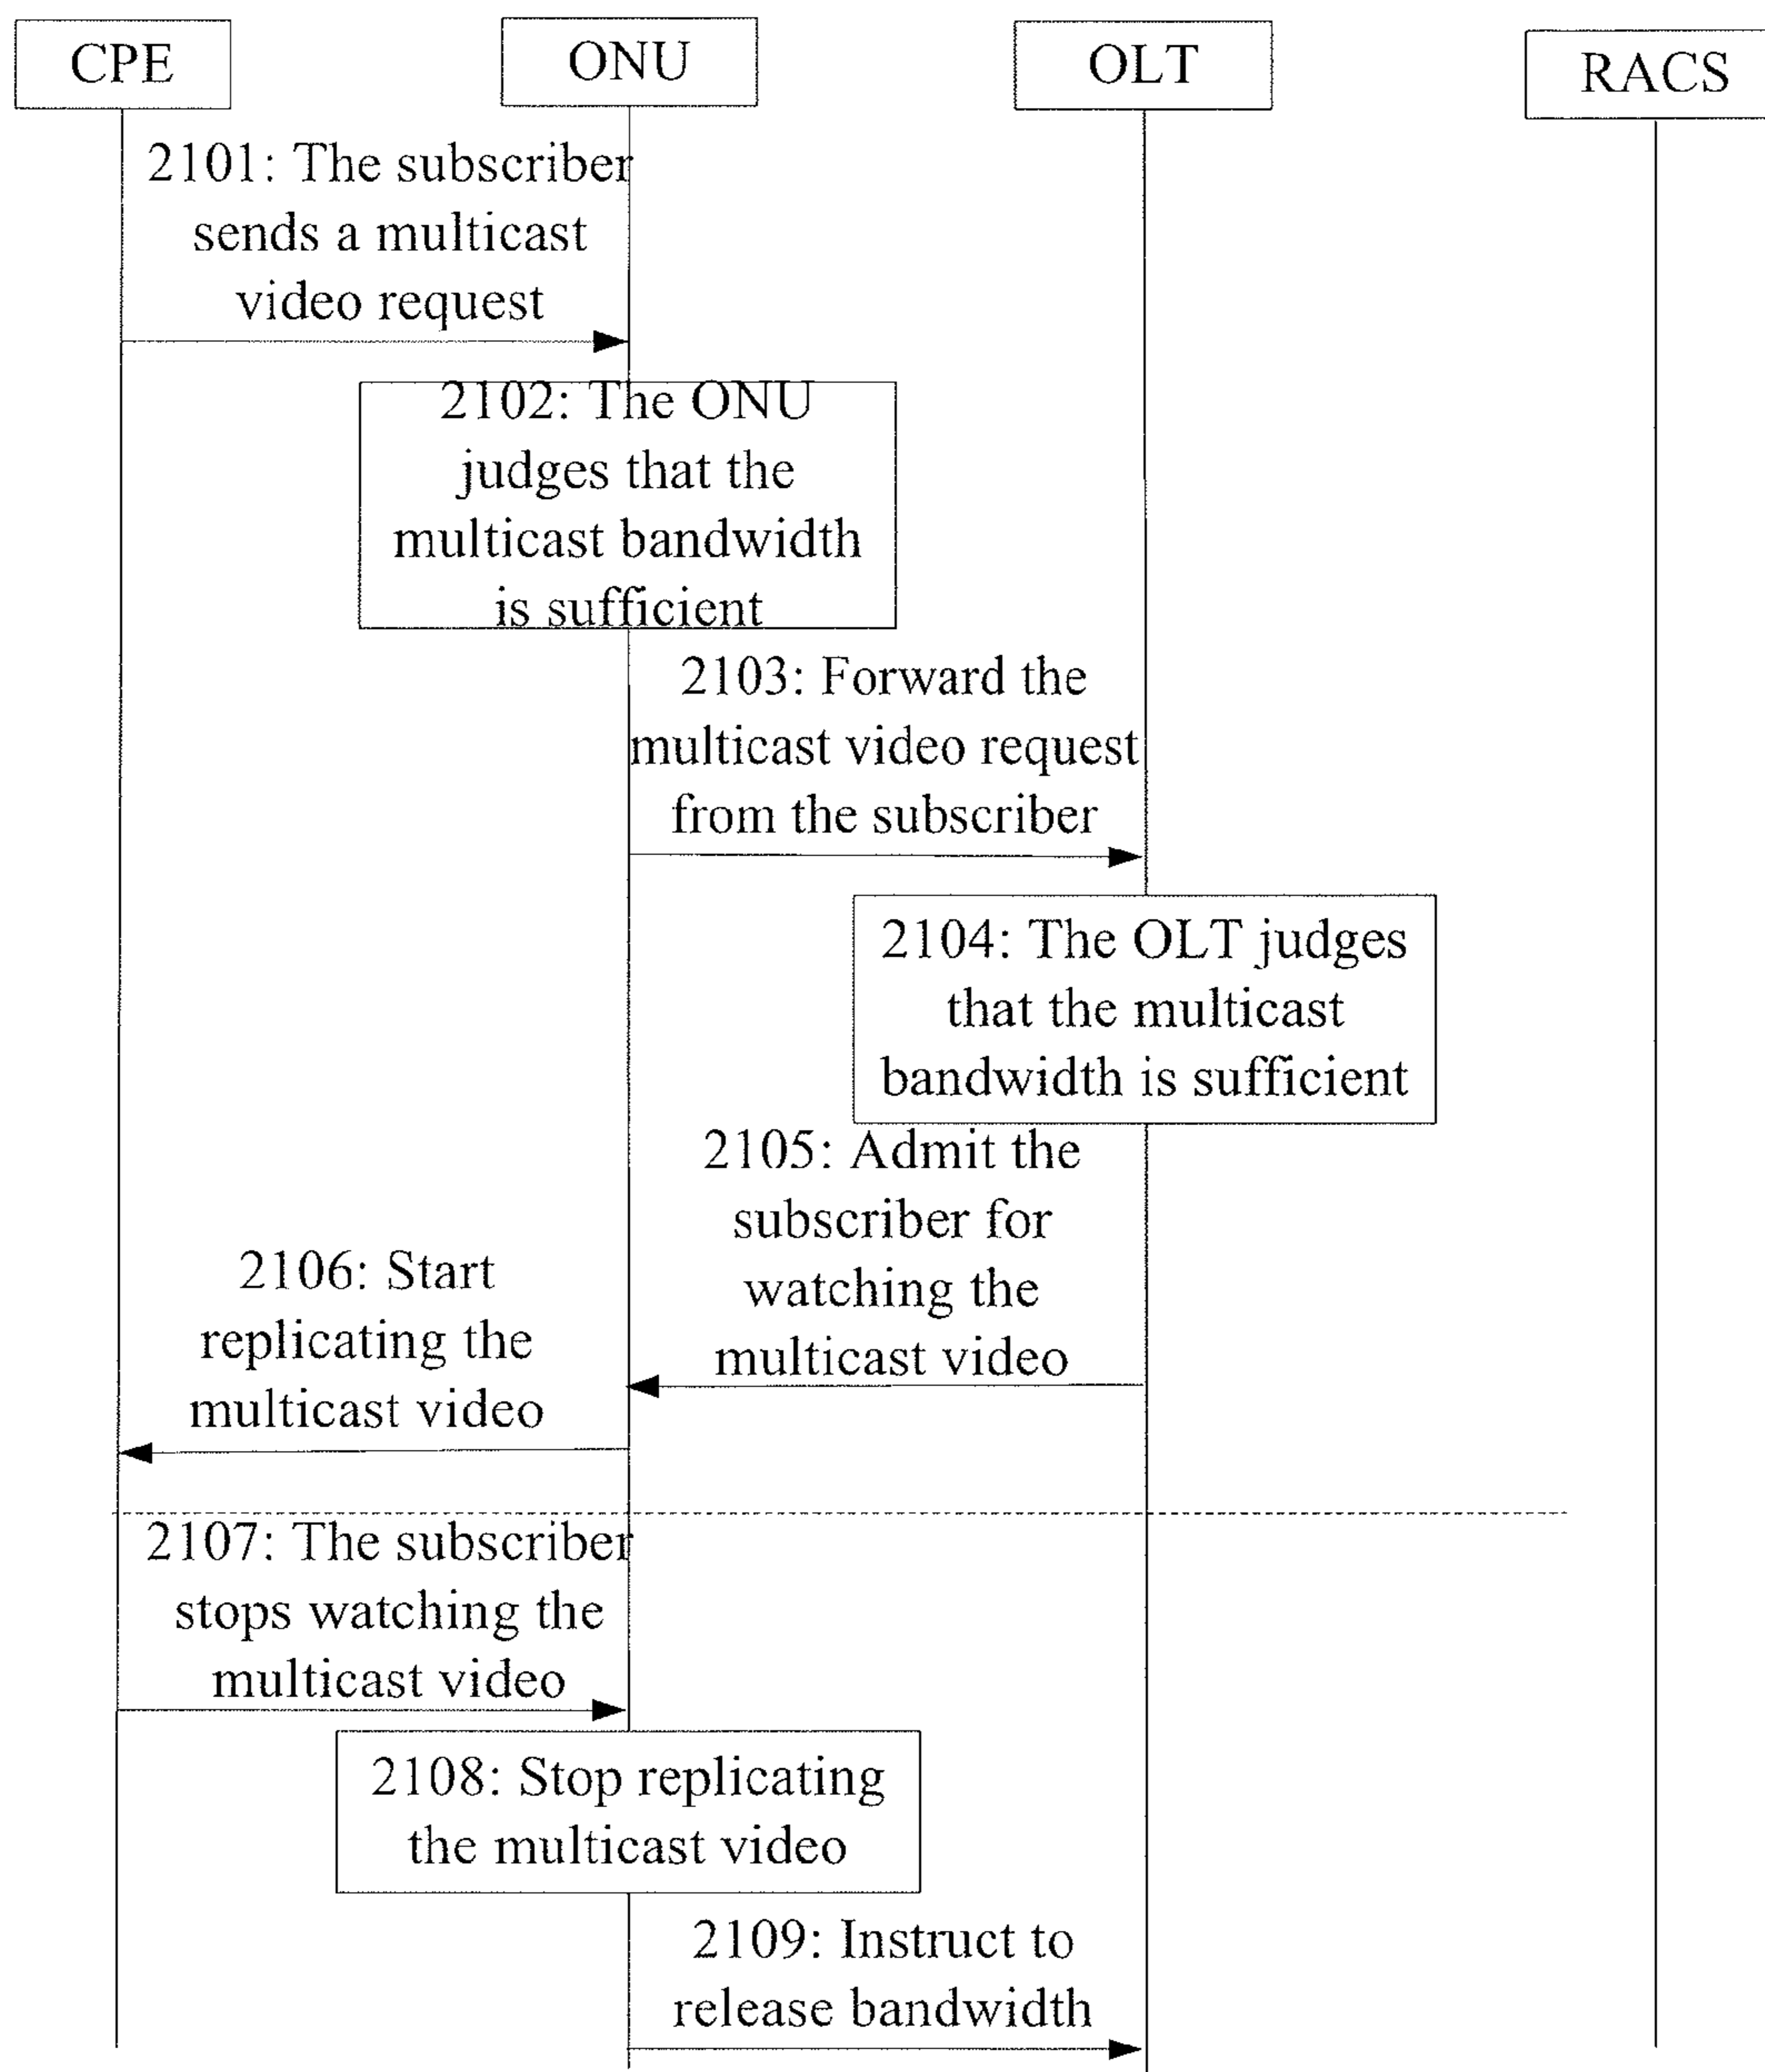 CPE
ONU
OLT
RACS
2101: The subscriber
sends a multicast
video request
2102: The ONU
judges that the
multicast bandwidth
is sufficient
2103: Forward the
multicast video request
from the subscriber
2104: The OLT judges
that the multicast
bandwidth is sufficient
2105: Admit the
subscriber for
watching the
multicast video
2106: Start
replicating the
multicast video
2107: The subscriber
stops watching the
multicast video
2108: Stop replicating
the multicast video
2109: Instruct to
release bandwidth